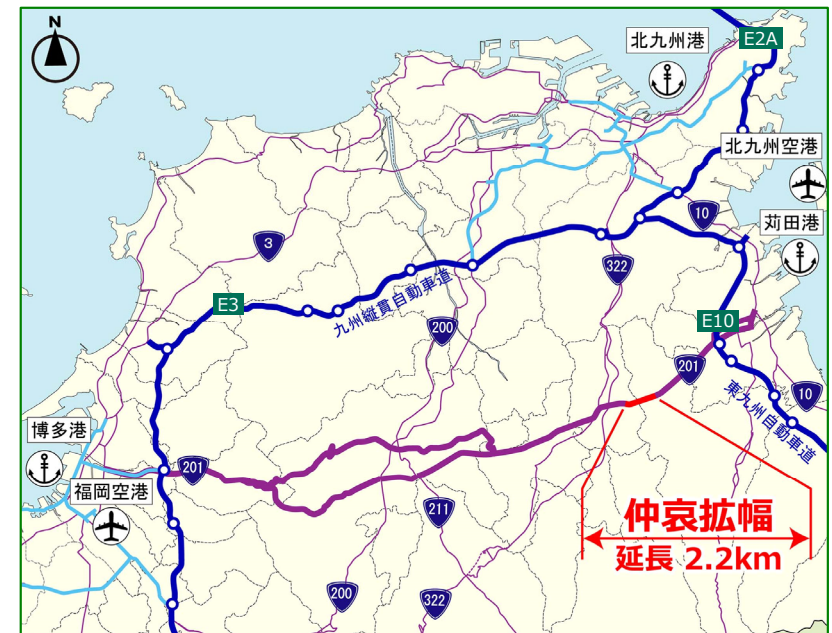 N
北九州港
E2A
北九州空港
10
苅田港
3
322
E3
九州縦貫自動車道
200
E10
201
10
東九州自動車道
博多港
201
福岡空港
211
仲哀拡幅
延長 2.2km
200
322